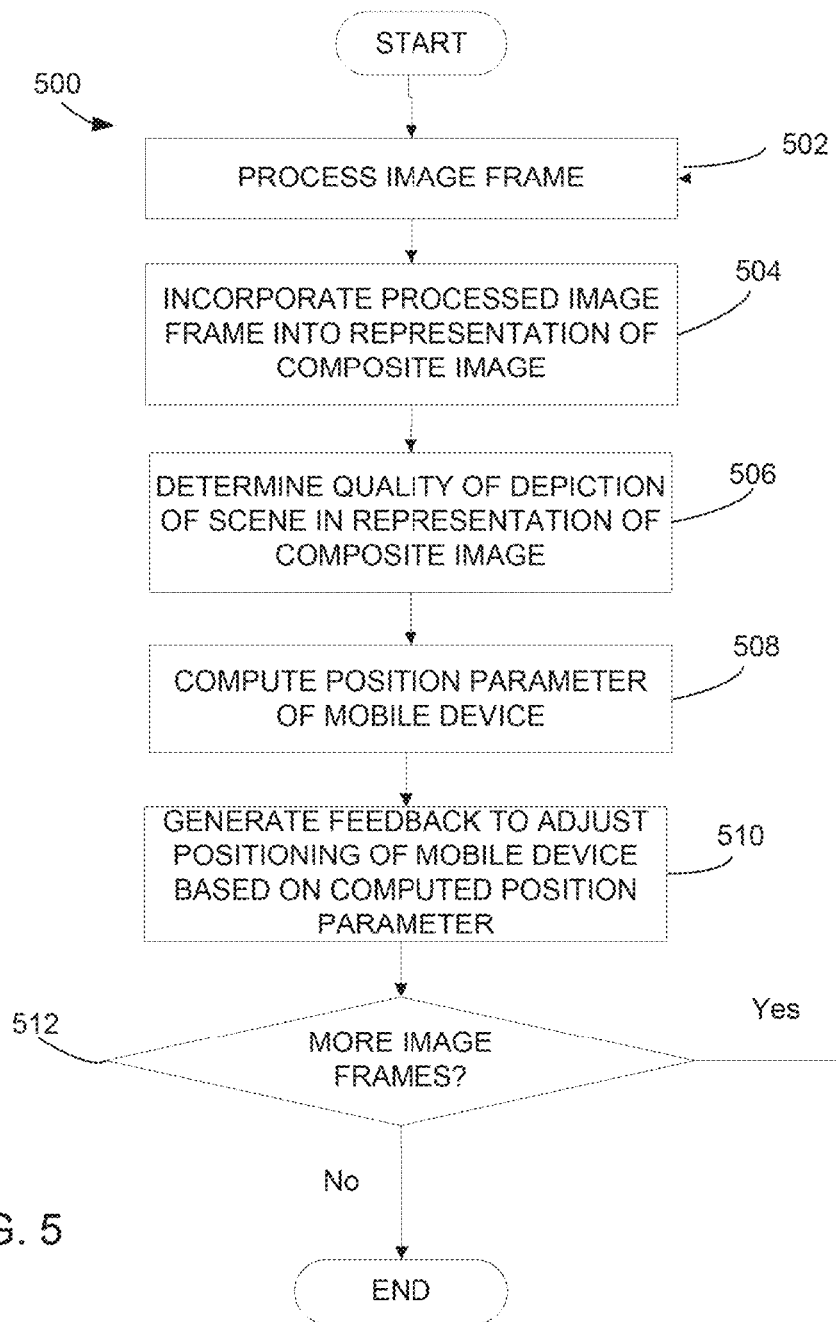 START
500
502
PROCESS IMAGE FRAME
INCORPORATE PROCESSED IMAGE
FRAME INTO REPRESENTATION OF
COMPOSITE IMAGE
504
DETERMINE QUALITY OF DEPICTION
OF SCENE IN REPRESENTATION OF
COMPOSITE IMAGE
506
COMPUTE POSITION PARAMETER
OF MOBILE DEVICE
508
GENERATE FEEDBACK TO ADJUST
POSITIONING OF MOBILE DEVICE
BASED ON COMPUTED POSITION
PARAMETER
510
512
MORE IMAGE
FRAMES?
Yes
No
G. 5
END